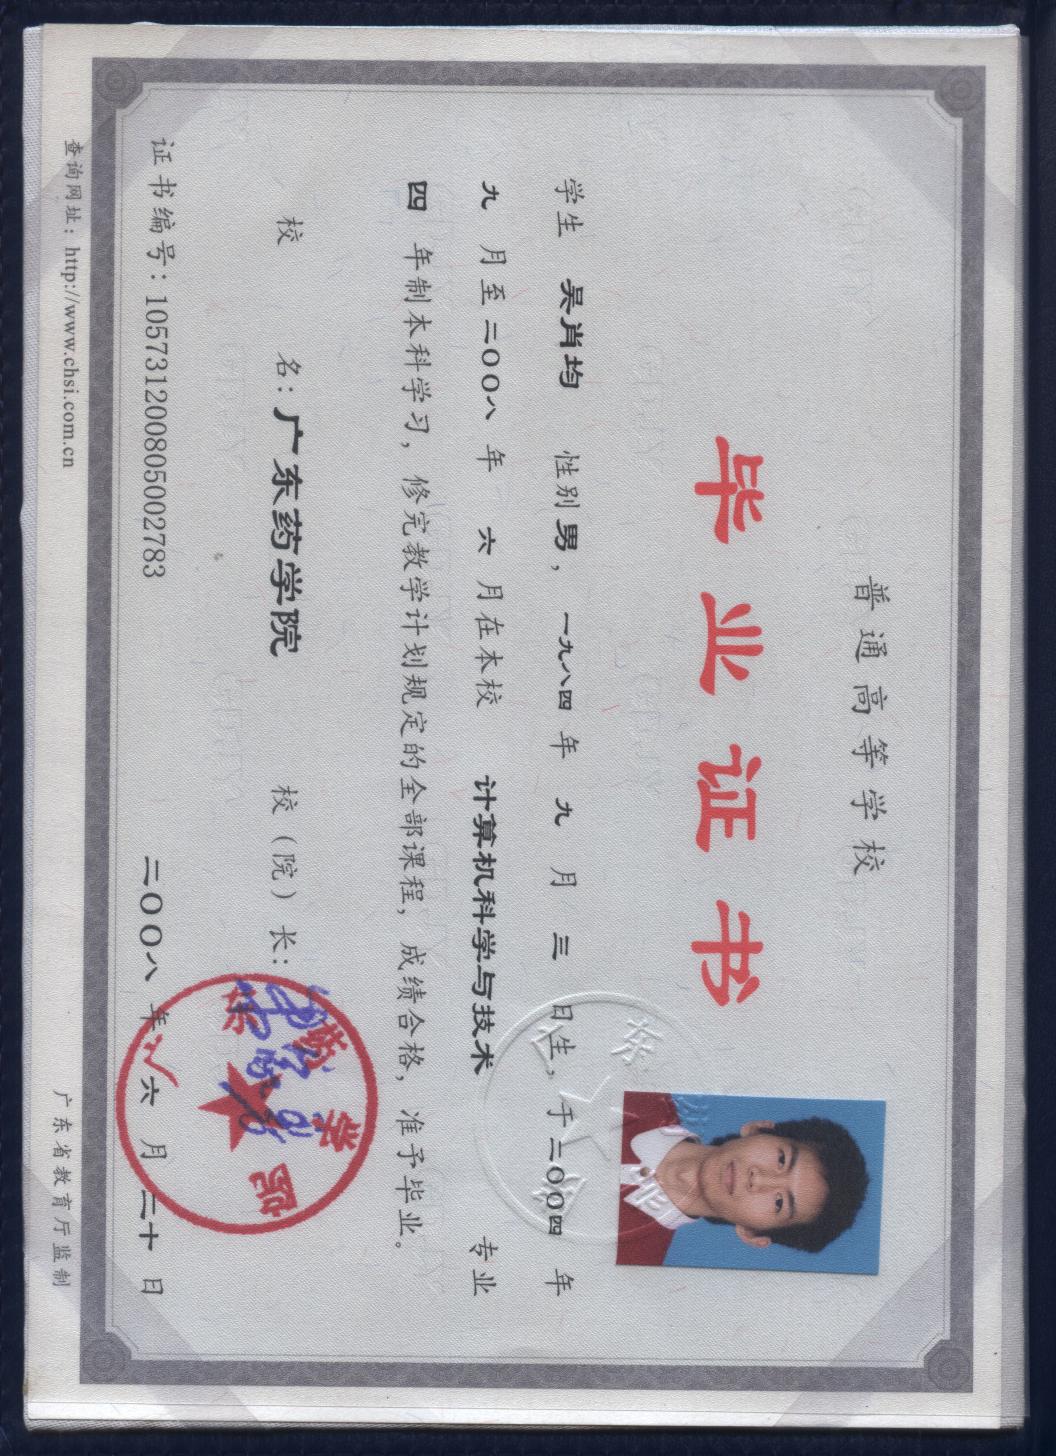 普通高等学校
毕业证书
学生 吴肖均 性别男，一九八四年 九 月 三 日生，于二〇〇四 年
九 月至二〇〇八 年 六 月在本校 计算机科学与技术 专业
四 年制本科学习，修完教学计划规定的全部课程，成绩合格，准予毕业。
校 名：广东药学院 校（院）长：
证书编号：105731200805002783 二〇〇八 年 六 月 二十 日
查询网址：http://www.chsi.com.cn 广东省教育厅监制